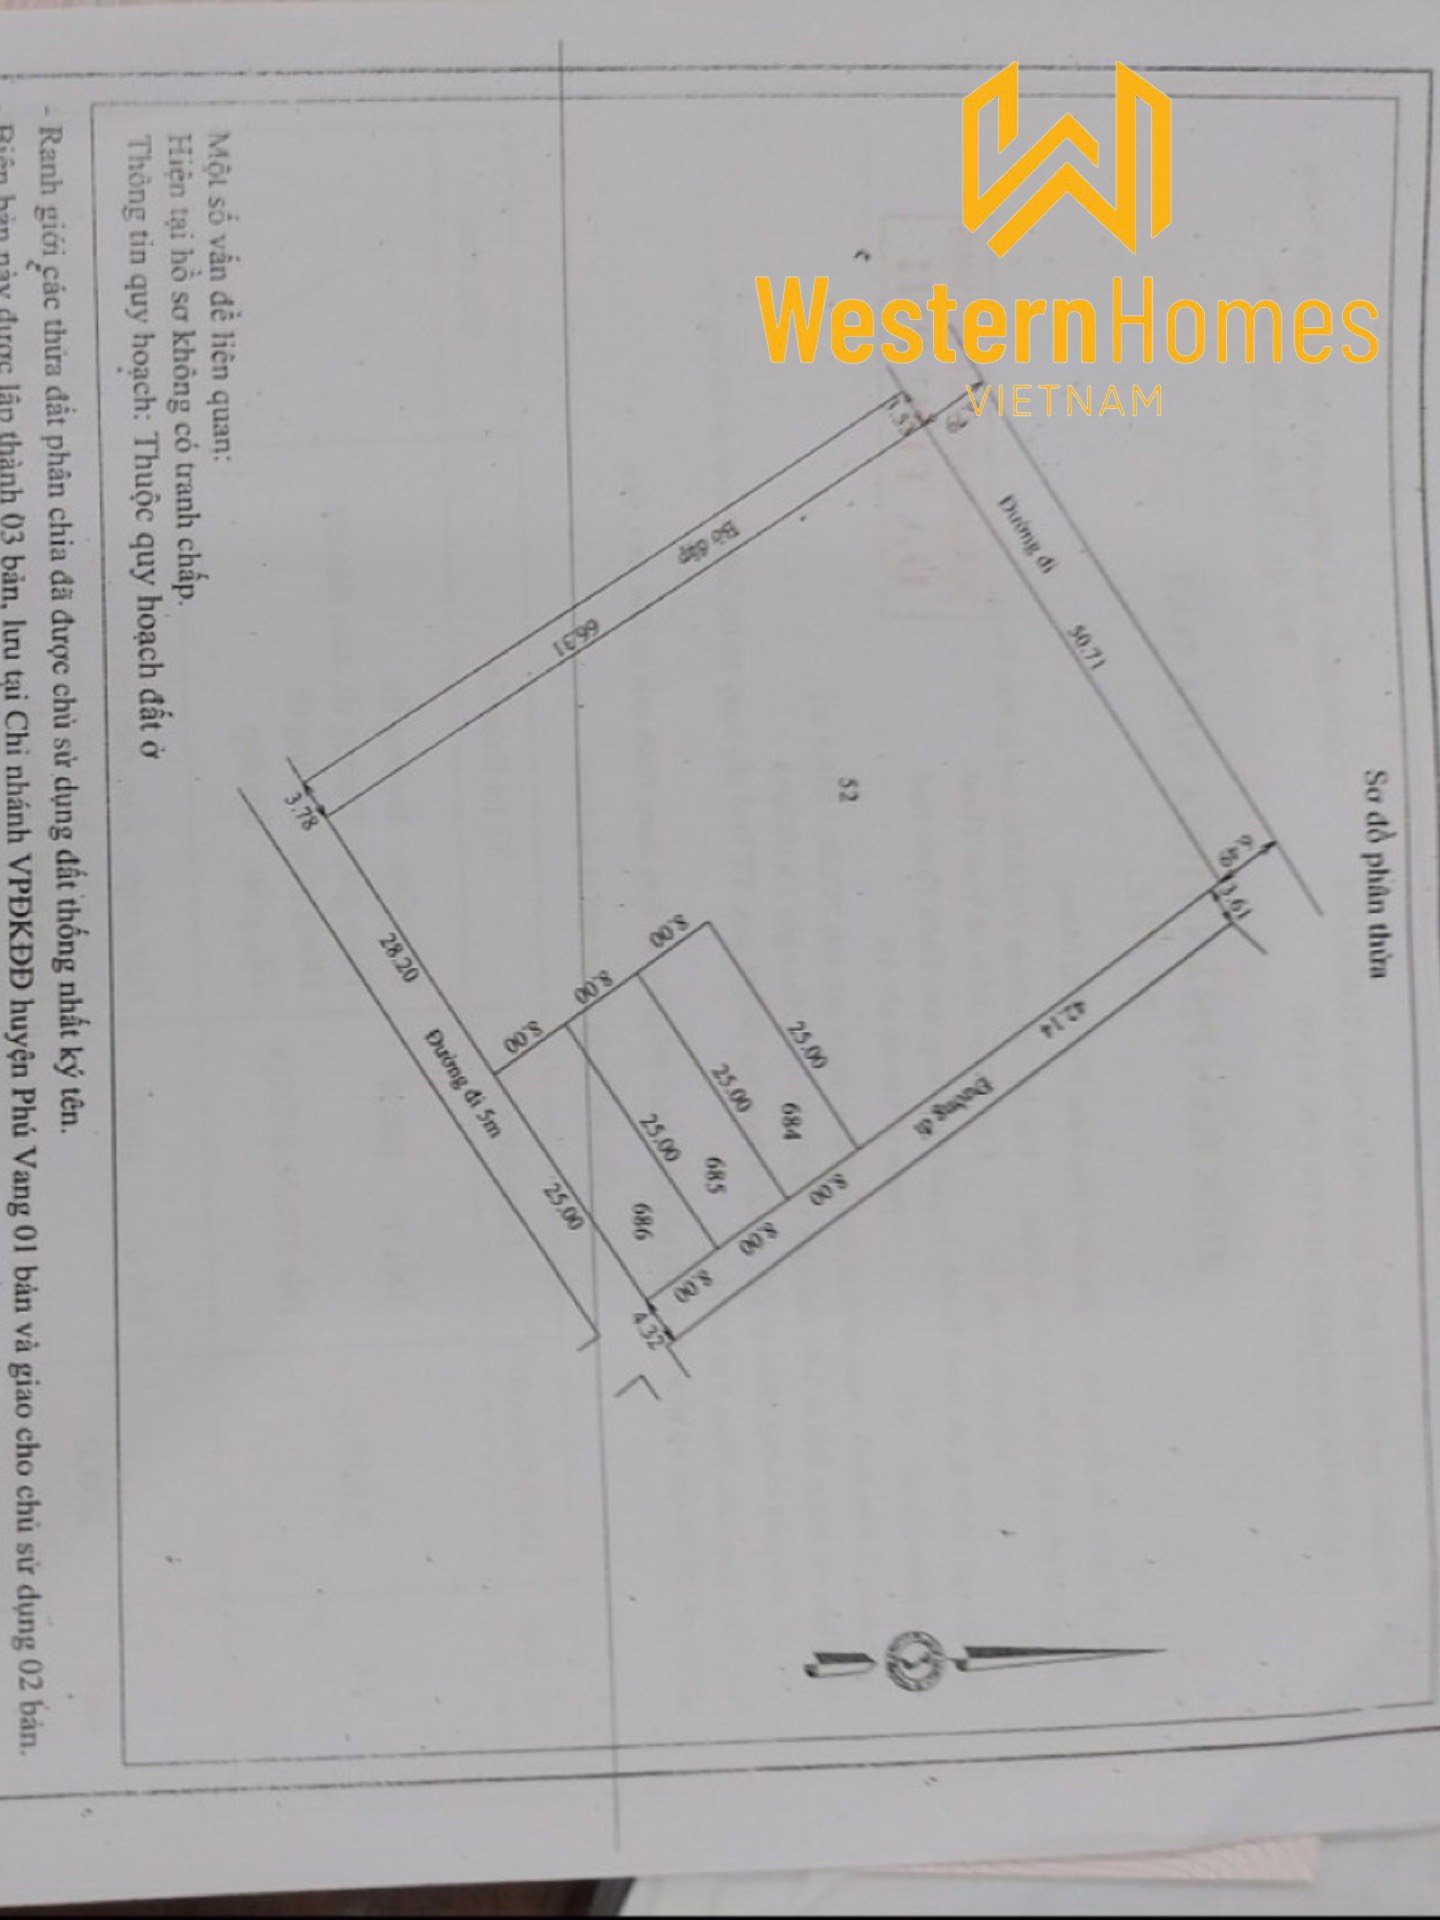 WesternHomes
VIETNAM
Sơ đồ phân thửa
Đường đi
50.71
3.61
52
42.14
Đường đi
3.78
28.20
Đường đi 5m
8.00
8.00
8.00
25.00
684
25.00
685
25.00
686
25.00
8.00
8.00
8.00
4.32
Một số vấn đề liên quan:
Hiện tại hồ sơ không có tranh chấp.
Thông tin quy hoạch: Thuộc quy hoạch đất ở
- Ranh giới các thửa đất phân chia đã được chủ sử dụng đất thống nhất ký tên.
- Biên bản này được lập thành 03 bản, lưu tại Chi nhánh VPĐKĐĐ huyện Phú Vang 01 bản và giao cho chủ sử dụng 02 bản.